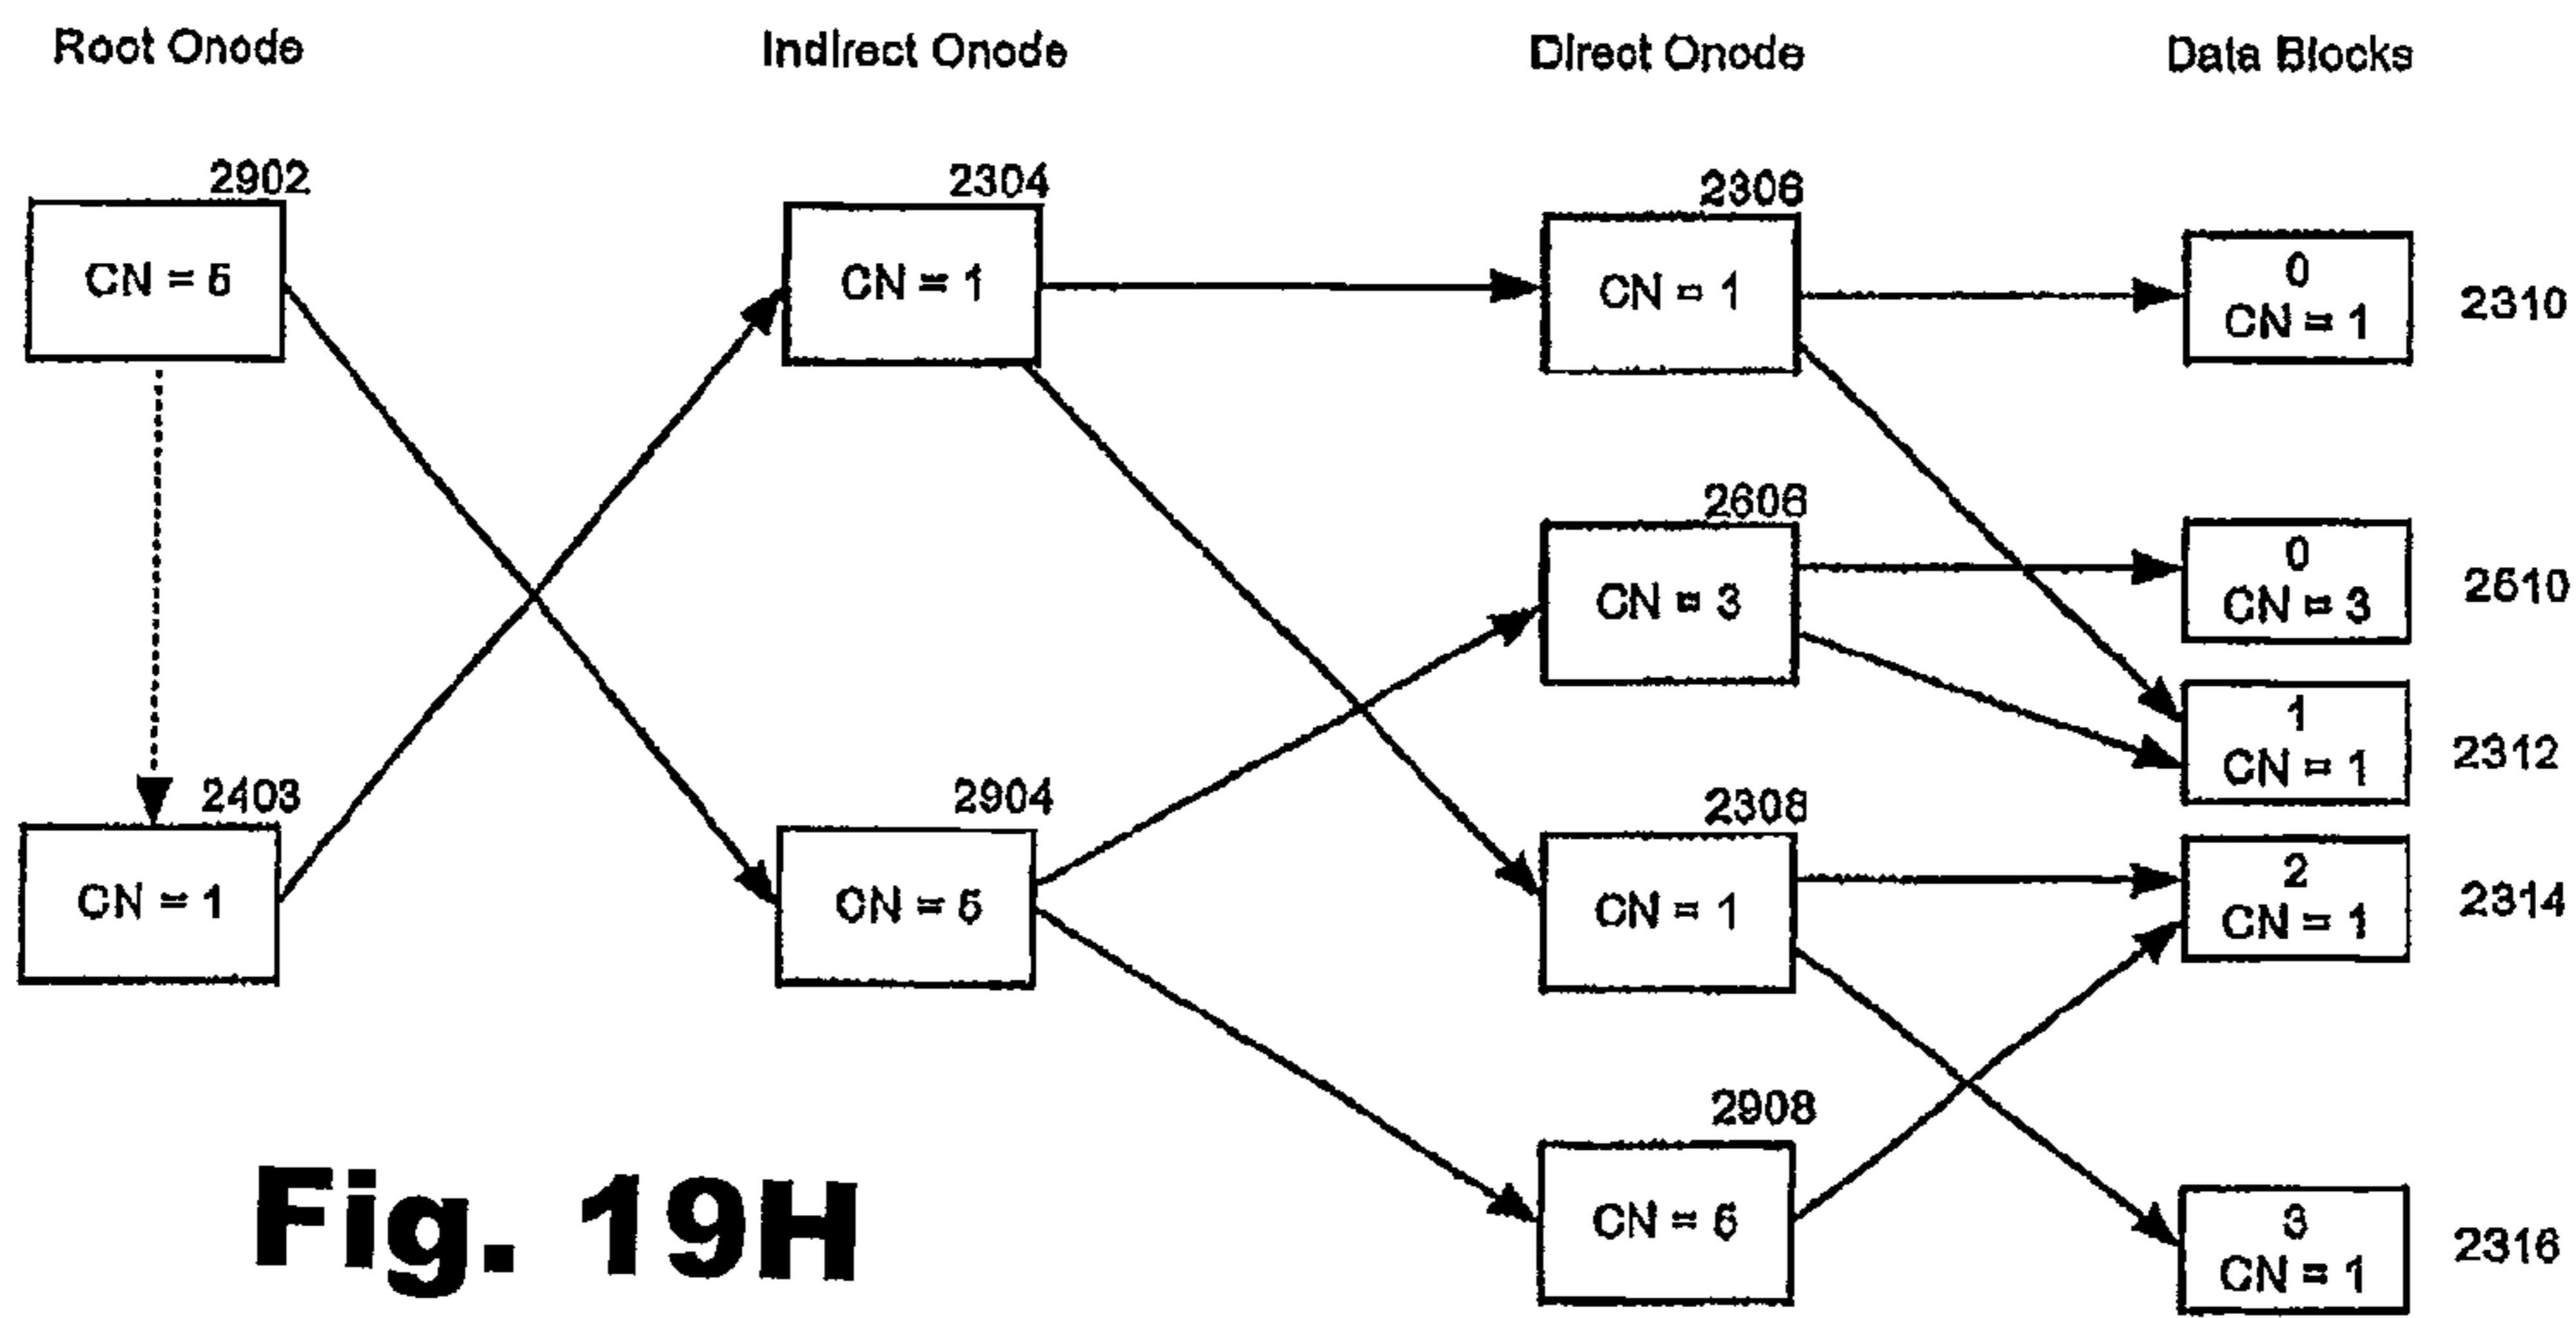 Root Onode Indirect Onode Direct Onode Data Blocks
2902 2304 2306
CN = 5 CN = 1 CN = 1 0
CN = 1 2310
2606
CN = 3 0
CN = 3 2610
1
CN = 1 2312
2403 2904 2308
CN = 1 CN = 5 CN = 1 2
CN = 1 2314
2908
CN = 5 3
CN = 1 2316
Fig. 19H